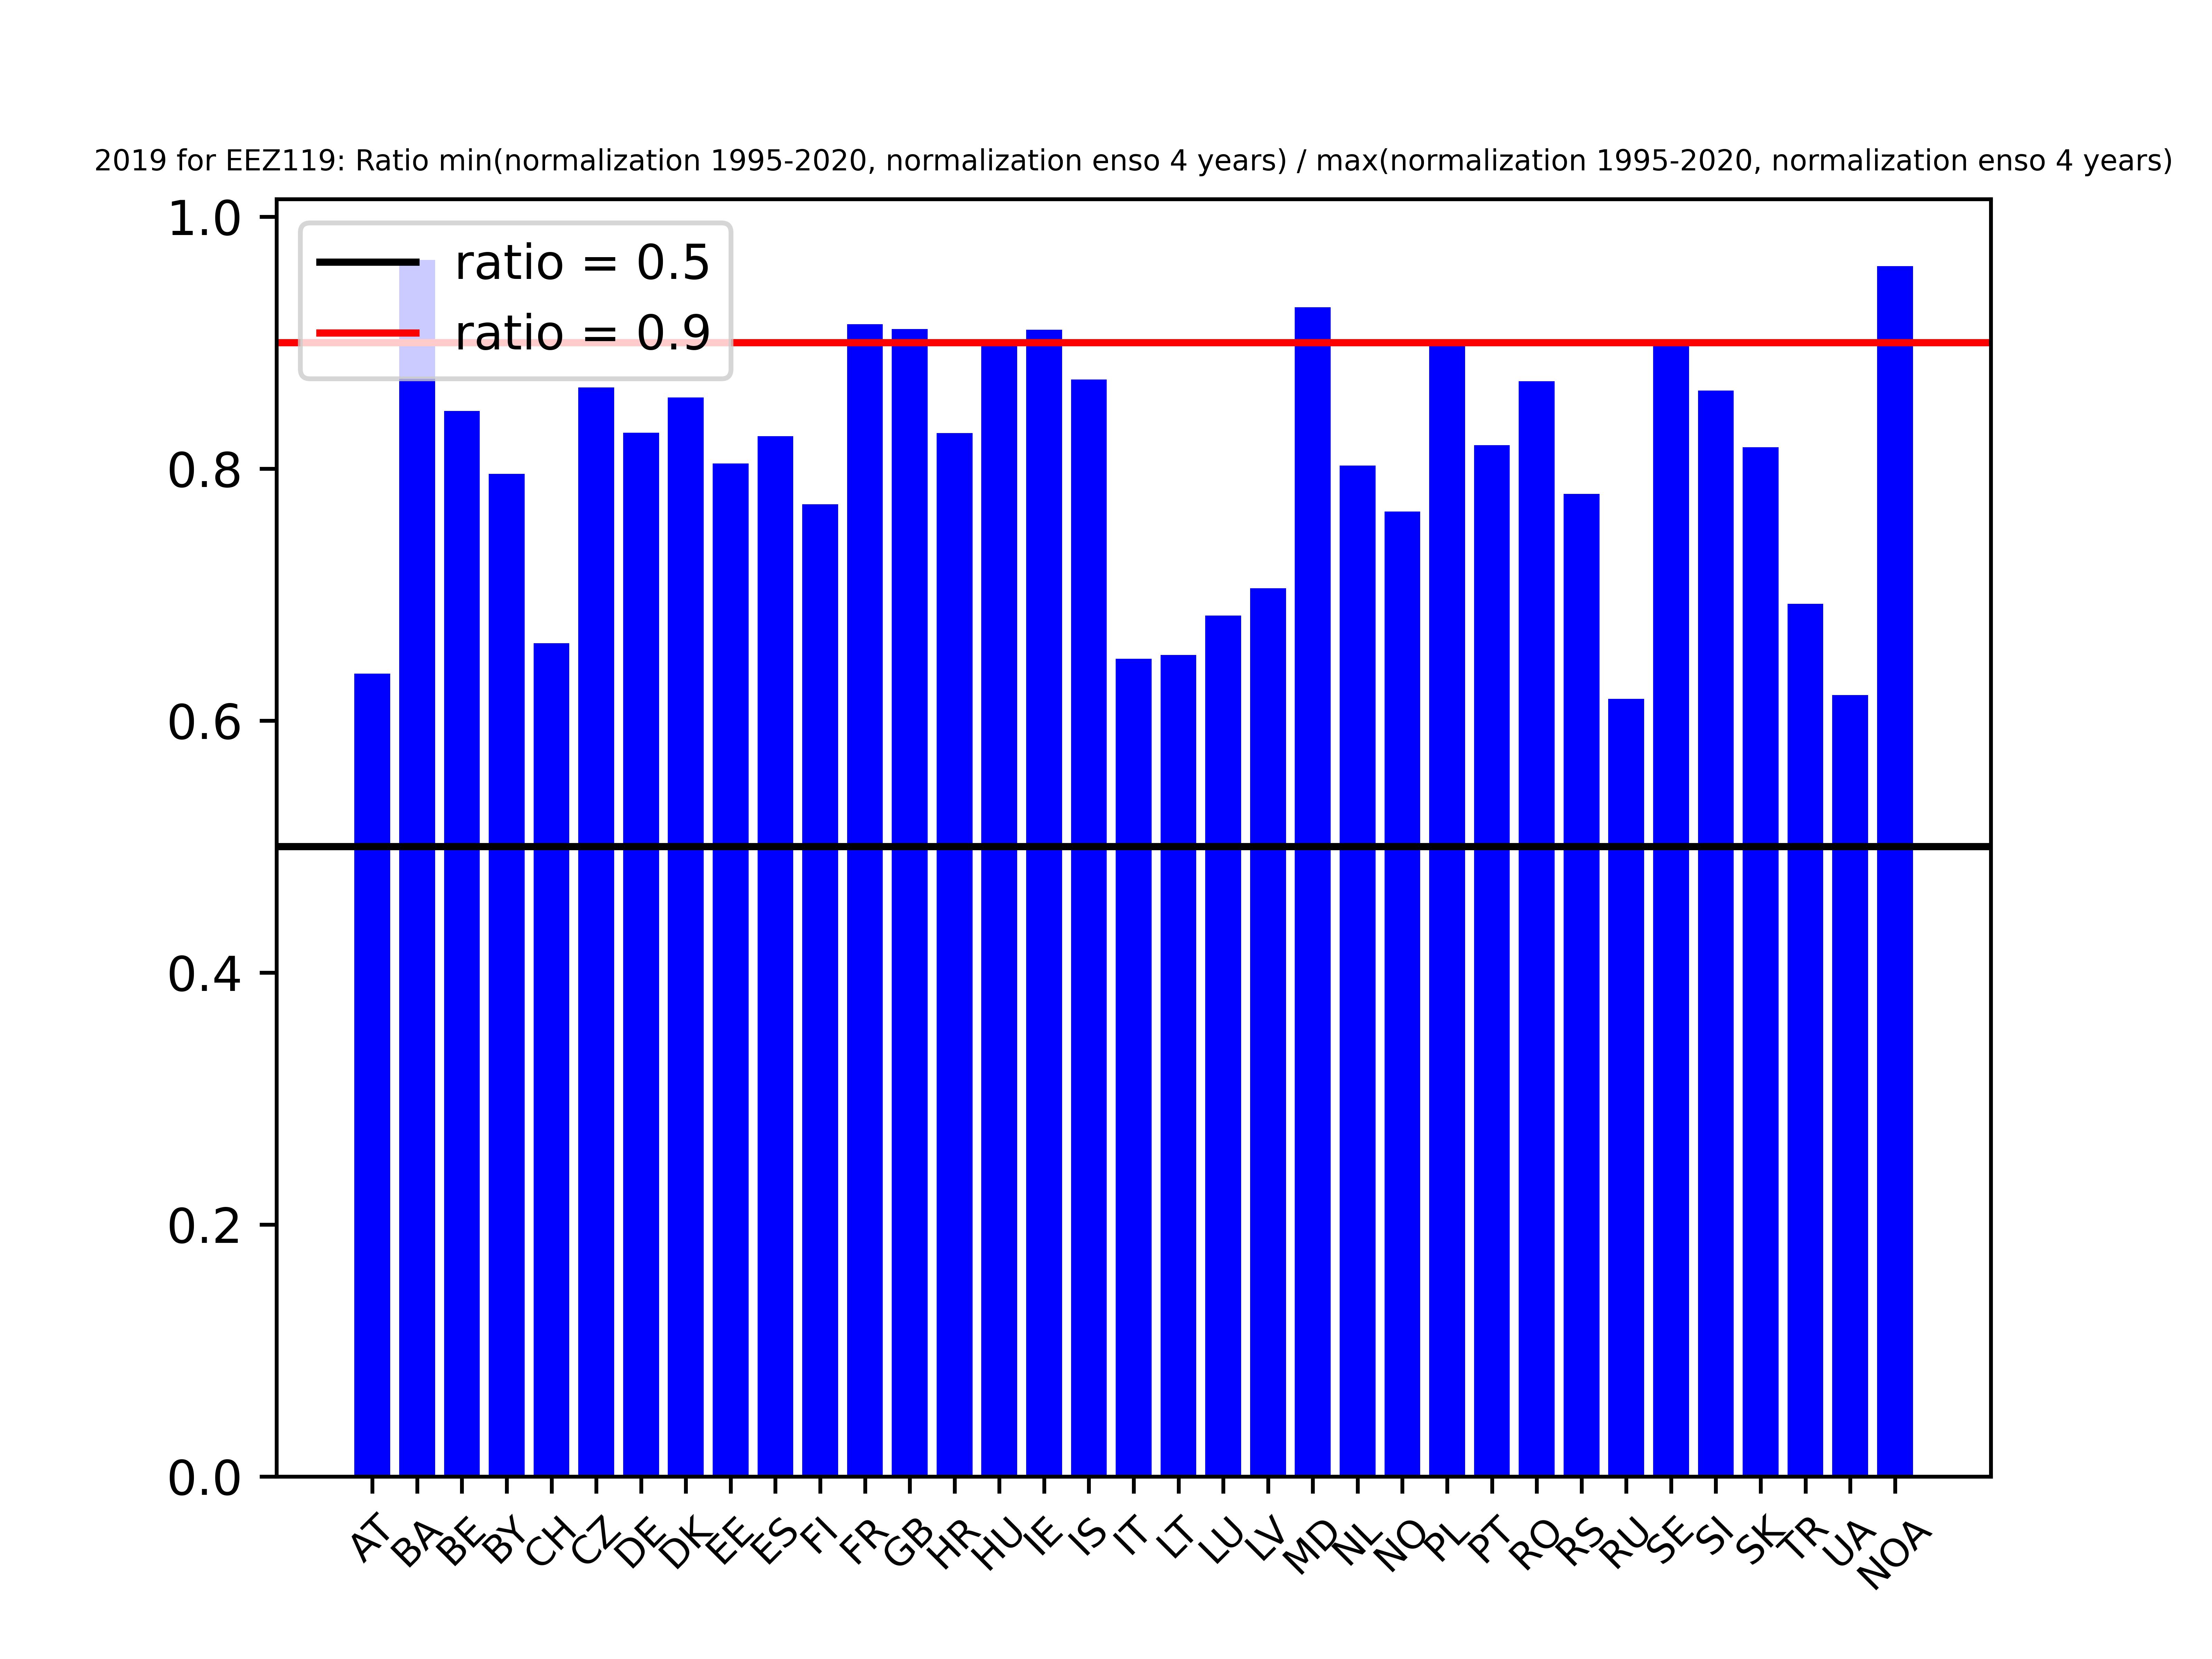 2019 for EEZ119: Ratio min(normalization 1995-2020, normalization enso 4 years) / max(normalization 1995-2020, normalization enso 4 years)
1.0
0.8
0.6
0.4
0.2
0.0
ratio = 0.5
ratio = 0.9
AT BA BE BY CH CZ DE DK EE ES FI FR GB HR HU IE IS IT LT LU LV MD NL NO PL PT RO RS RU SE SI SK TR UA NOA